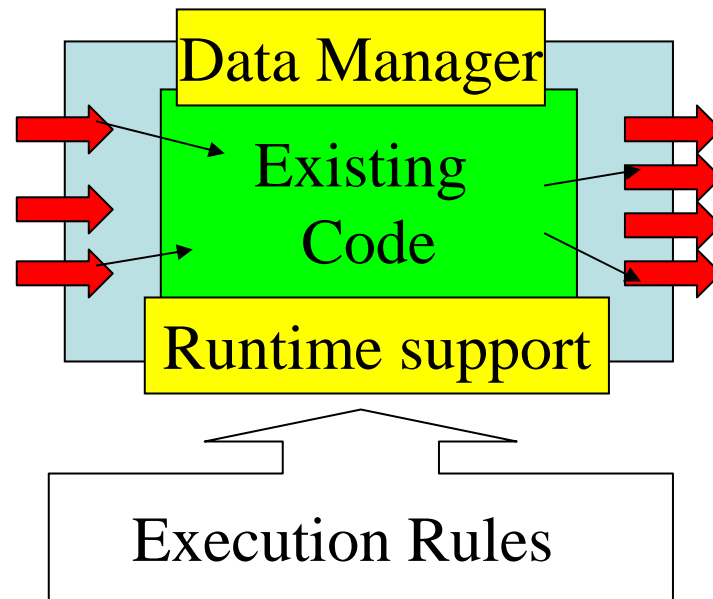 Data Manager
Existing
Code
Runtime support
Execution Rules